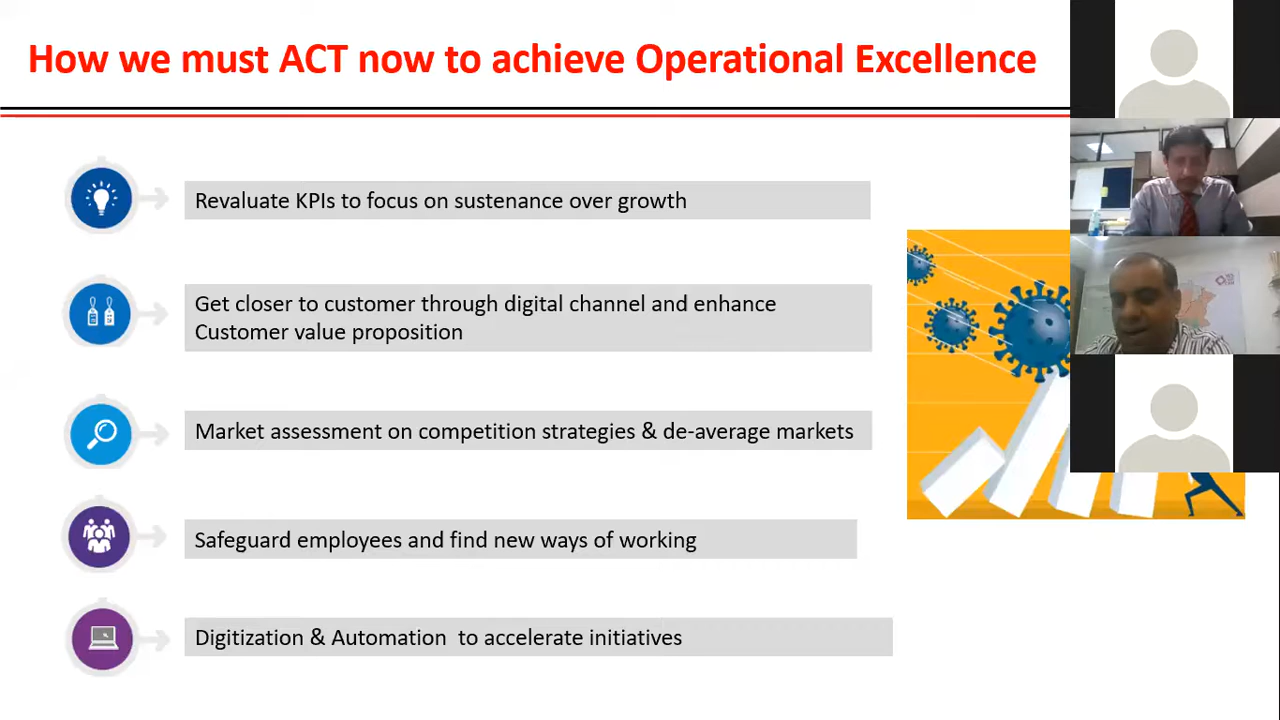 How we must ACT now to achieve Operational Excellence
Revaluate KPIs to focus on sustenance over growth
Get closer to customer through digital channel and enhance
Customer value proposition
Market assessment on competition strategies & de-average markets
Safeguard employees and find new ways of working
Digitization & Automation to accelerate initiatives